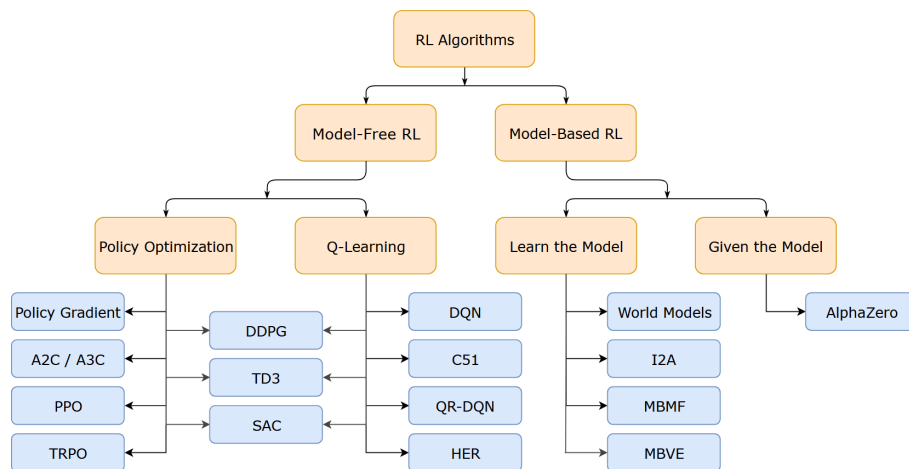 RL Algorithms
Model-Free RL
Model-Based RL
Policy Optimization
Q-Learning
Learn the Model
Given the Model
Policy Gradient
DQN
World Models
AlphaZero
DDPG
A2C / A3C
C51
I2A
TD3
PPO
QR-DQN
MBMF
SAC
TRPO
HER
MBVE